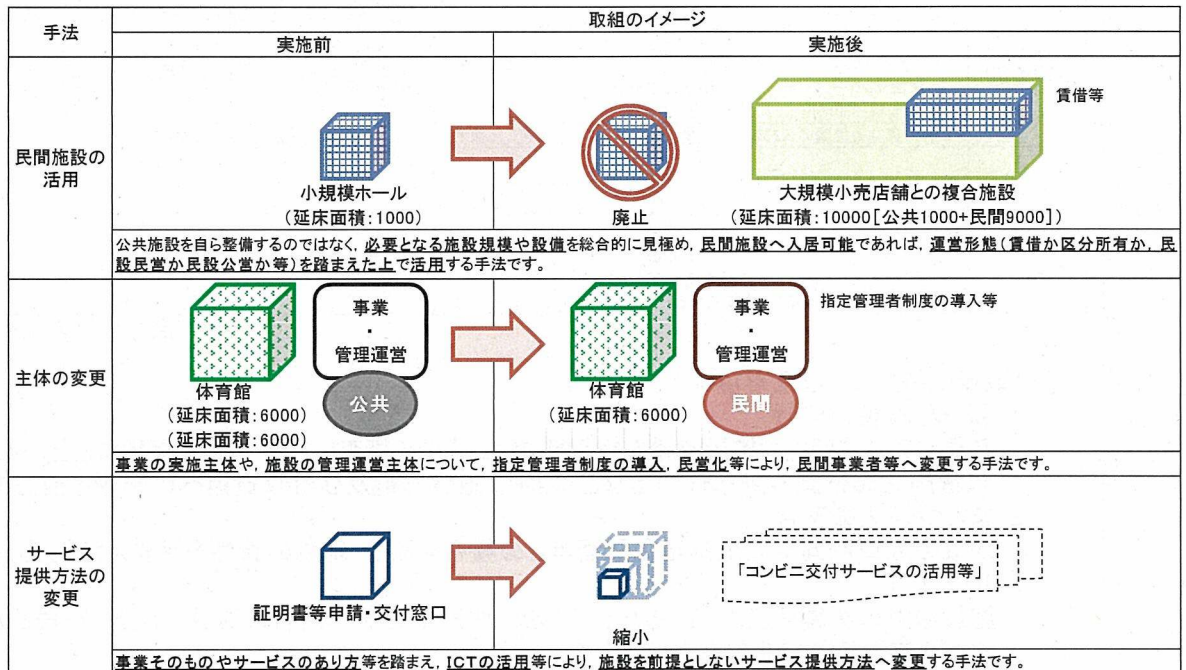 手法
取組のイメージ
実施前
実施後
民間施設の
活用
小規模ホール
（延床面積：1000）
廃止
賃借等
大規模小売店舗との複合施設
（延床面積：10000［公共1000+民間9000］）
公共施設を自ら整備するのではなく，必要となる施設規模や設備を総合的に見極め，民間施設へ入居可能であれば，運営形態（賃借か区分所有か，民
設民営か民設公営か等）を踏まえた上で活用する手法です。
主体の変更
体育館
（延床面積：6000）
（延床面積：6000）
事業
・
管理運営
公共
体育館
（延床面積：6000）
事業
・
管理運営
民間
指定管理者制度の導入等
事業の実施主体や，施設の管理運営主体について，指定管理者制度の導入，民営化等により，民間事業者等へ変更する手法です。
サービス
提供方法の
変更
証明書等申請・交付窓口
縮小
「コンビニ交付サービスの活用等」
事業そのものやサービスのあり方等を踏まえ，ICTの活用等により，施設を前提としないサービス提供方法へ変更する手法です。